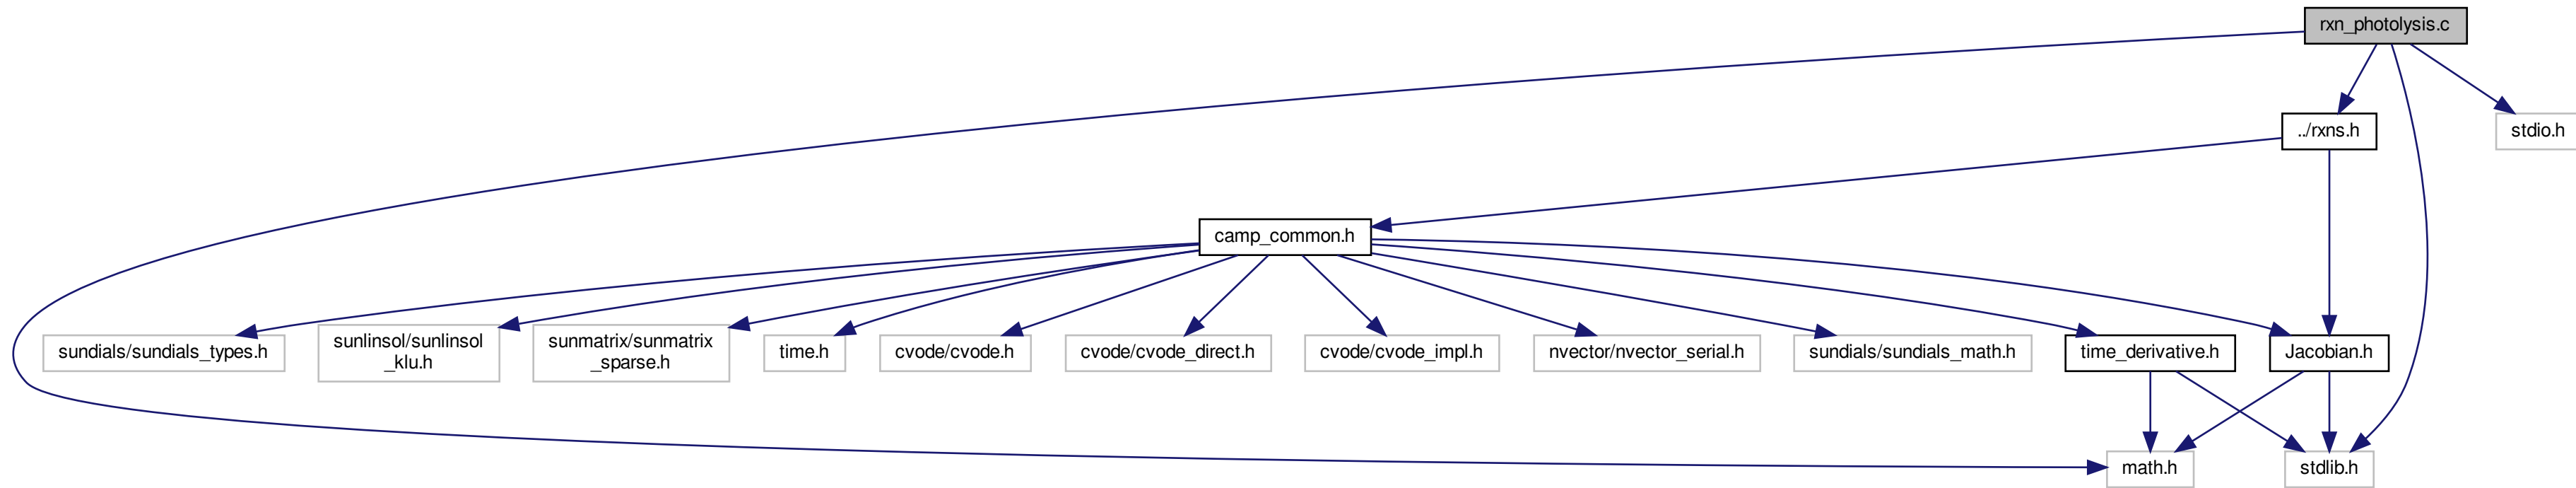 rxn_photolysis.c
../rxns.h
stdio.h
camp_common.h
sundials/sundials_types.h
sunlinsol/sunlinsol
_klu.h
sunmatrix/sunmatrix
_sparse.h
time.h
cvode/cvode.h
cvode/cvode_direct.h
cvode/cvode_impl.h
nvector/nvector_serial.h
sundials/sundials_math.h
time_derivative.h
Jacobian.h
math.h
stdlib.h